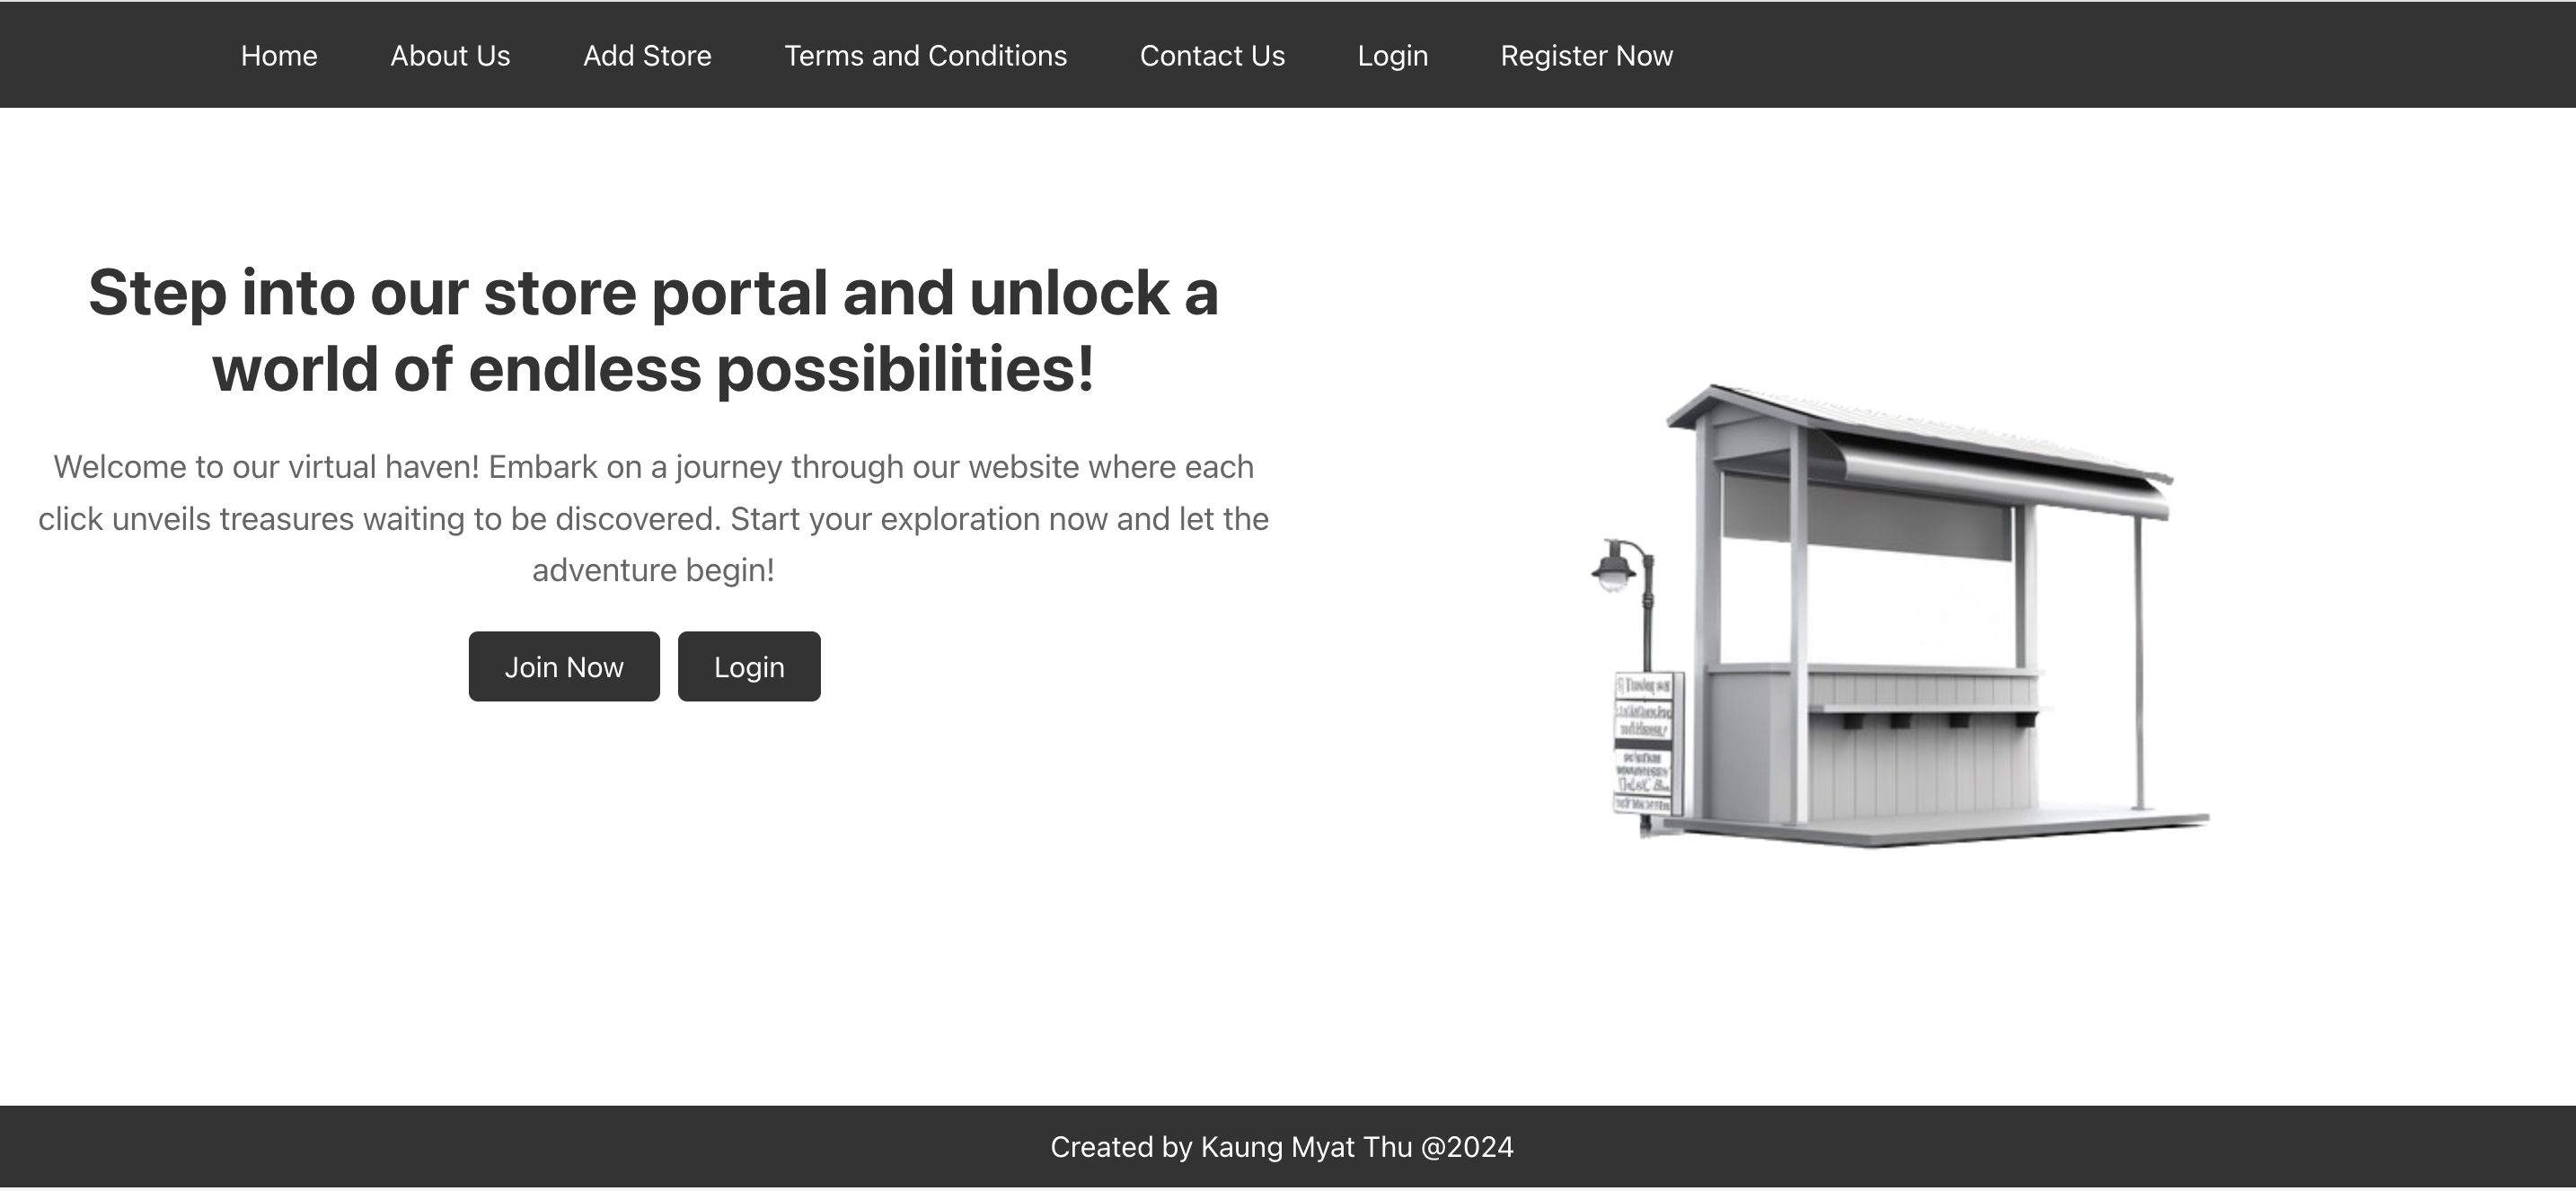 Home About Us Add Store Terms and Conditions Contact Us Login Register Now
Step into our store portal and unlock a
world of endless possibilities!
Welcome to our virtual haven! Embark on a journey through our website where each
click unveils treasures waiting to be discovered. Start your exploration now and let the
adventure begin!
Join Now Login
Created by Kaung Myat Thu @2024